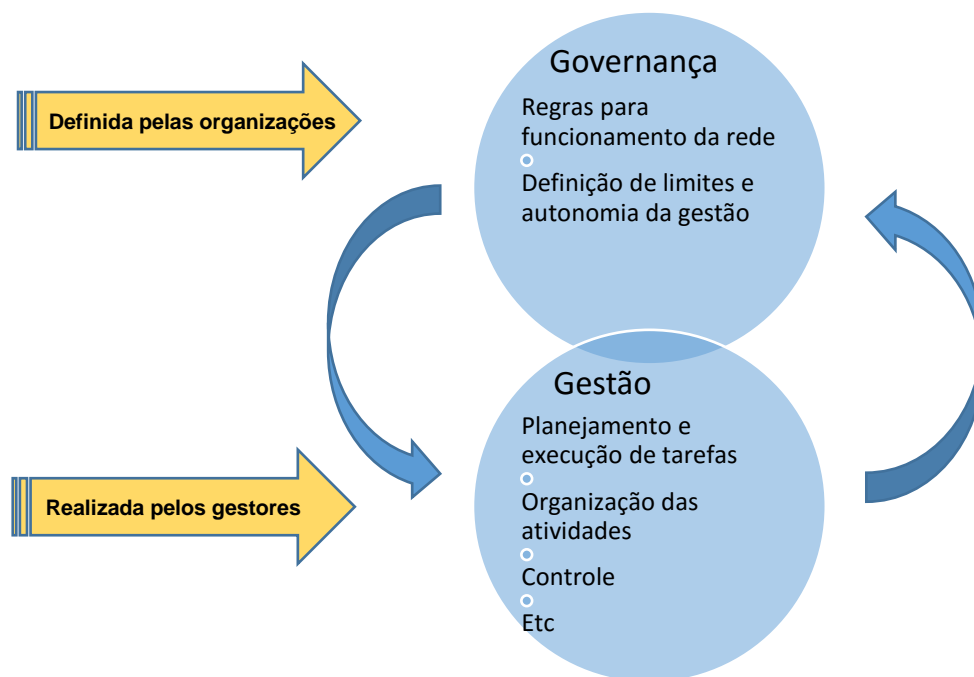 Governança
Definida pelas organizações
Regras para
funcionamento da rede
Definição de limites e
autonomia da gestão
Gestão
Realizada pelos gestores
Planejamento e
execução de tarefas
Organização das
atividades
Controle
Etc